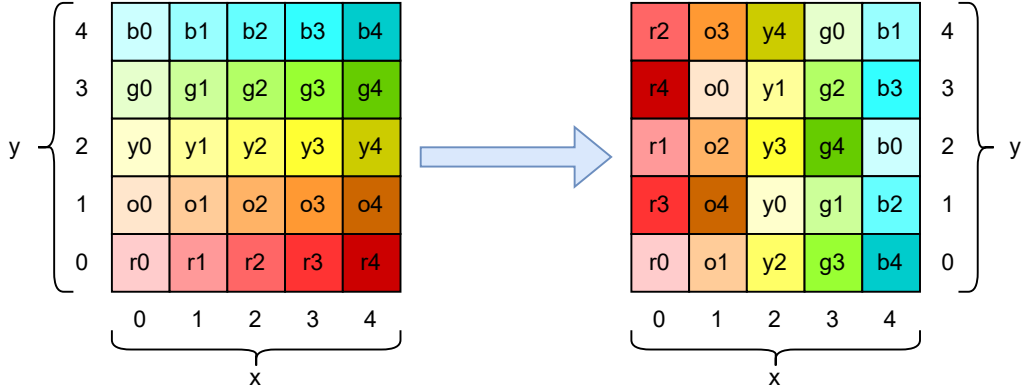 4 b0 b1 b2 b3 b4 r2 o3 y4 g0 b1 4
3 g0 g1 g2 g3 g4 r4 o0 y1 g2 b3 3
y 2 y0 y1 y2 y3 y4 r1 o2 y3 g4 b0 2 y
1 o0 o1 o2 o3 o4 r3 o4 y0 g1 b2 1
0 r0 r1 r2 r3 r4 r0 o1 y2 g3 b4 0
0 1 2 3 4 0 1 2 3 4
x x